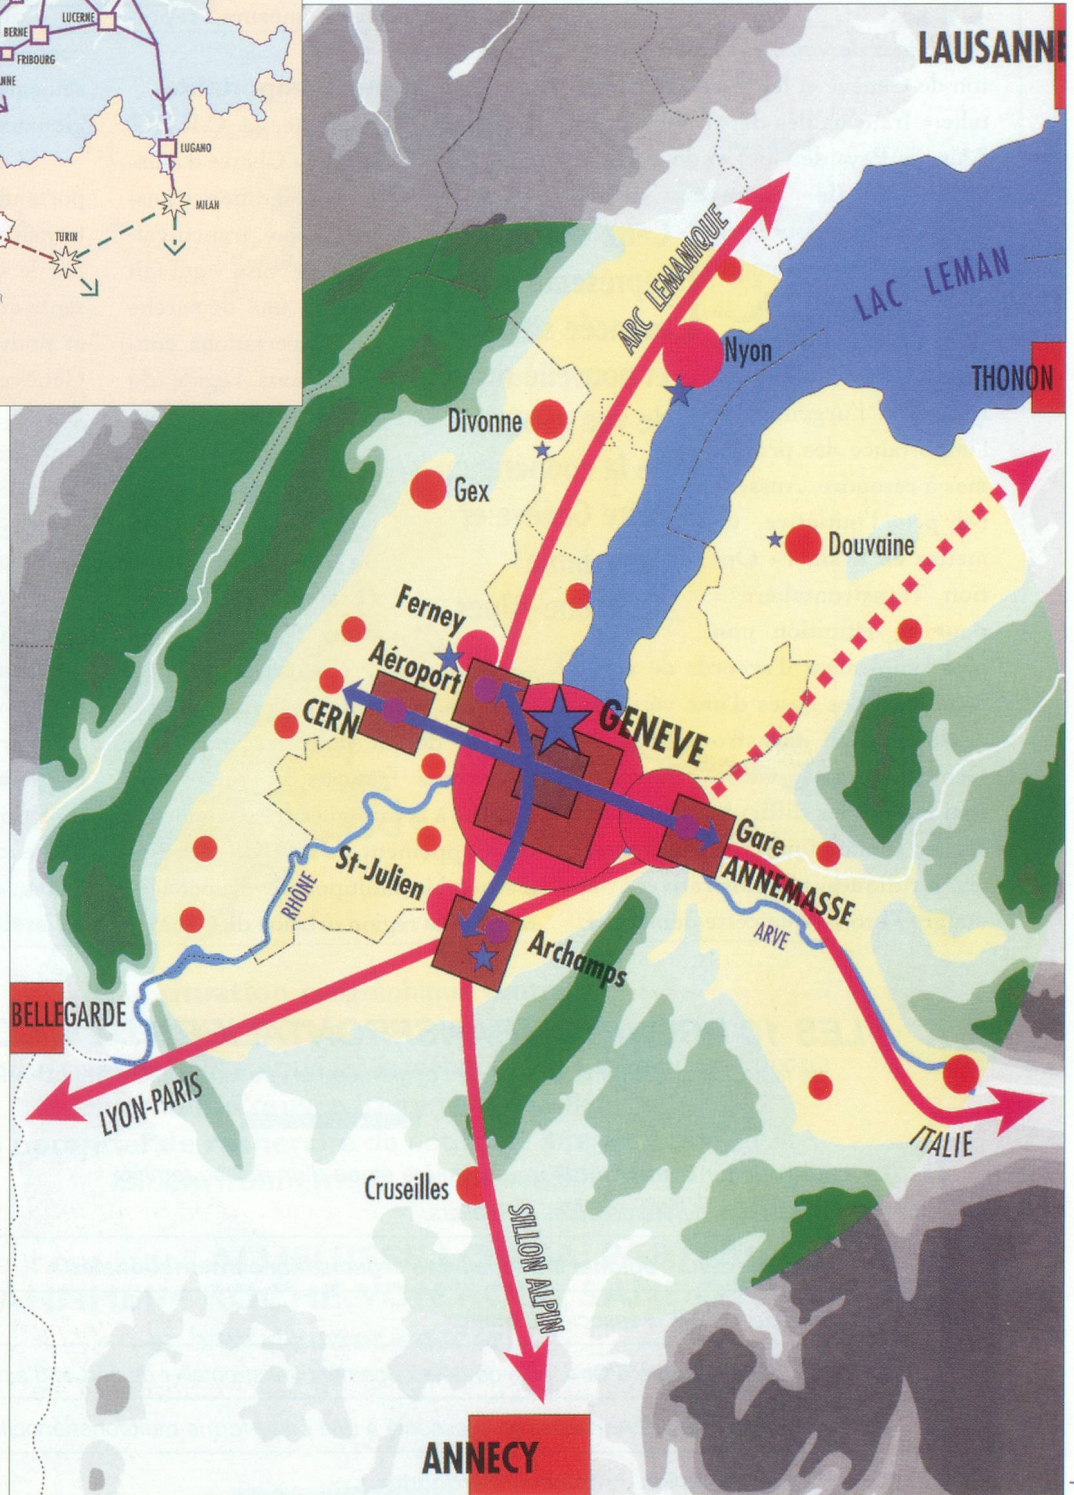 LUCERNE
BERNE
FRIBOURG
LUGANO
MILAN
TURIN
LAUSANNE
ARC LEMANIQUE
LAC LEMAN
Nyon
THONON
Divonne
Gex
Douvaine
Ferney
Aéroport
CERN
GENEVE
Gare
ANNEMASSE
St-Julien
RHÔNE
ARVE
Archamps
BELLEGARDE
LYON-PARIS
ITALIE
Cruseilles
SILLON ALPIN
ANNECY